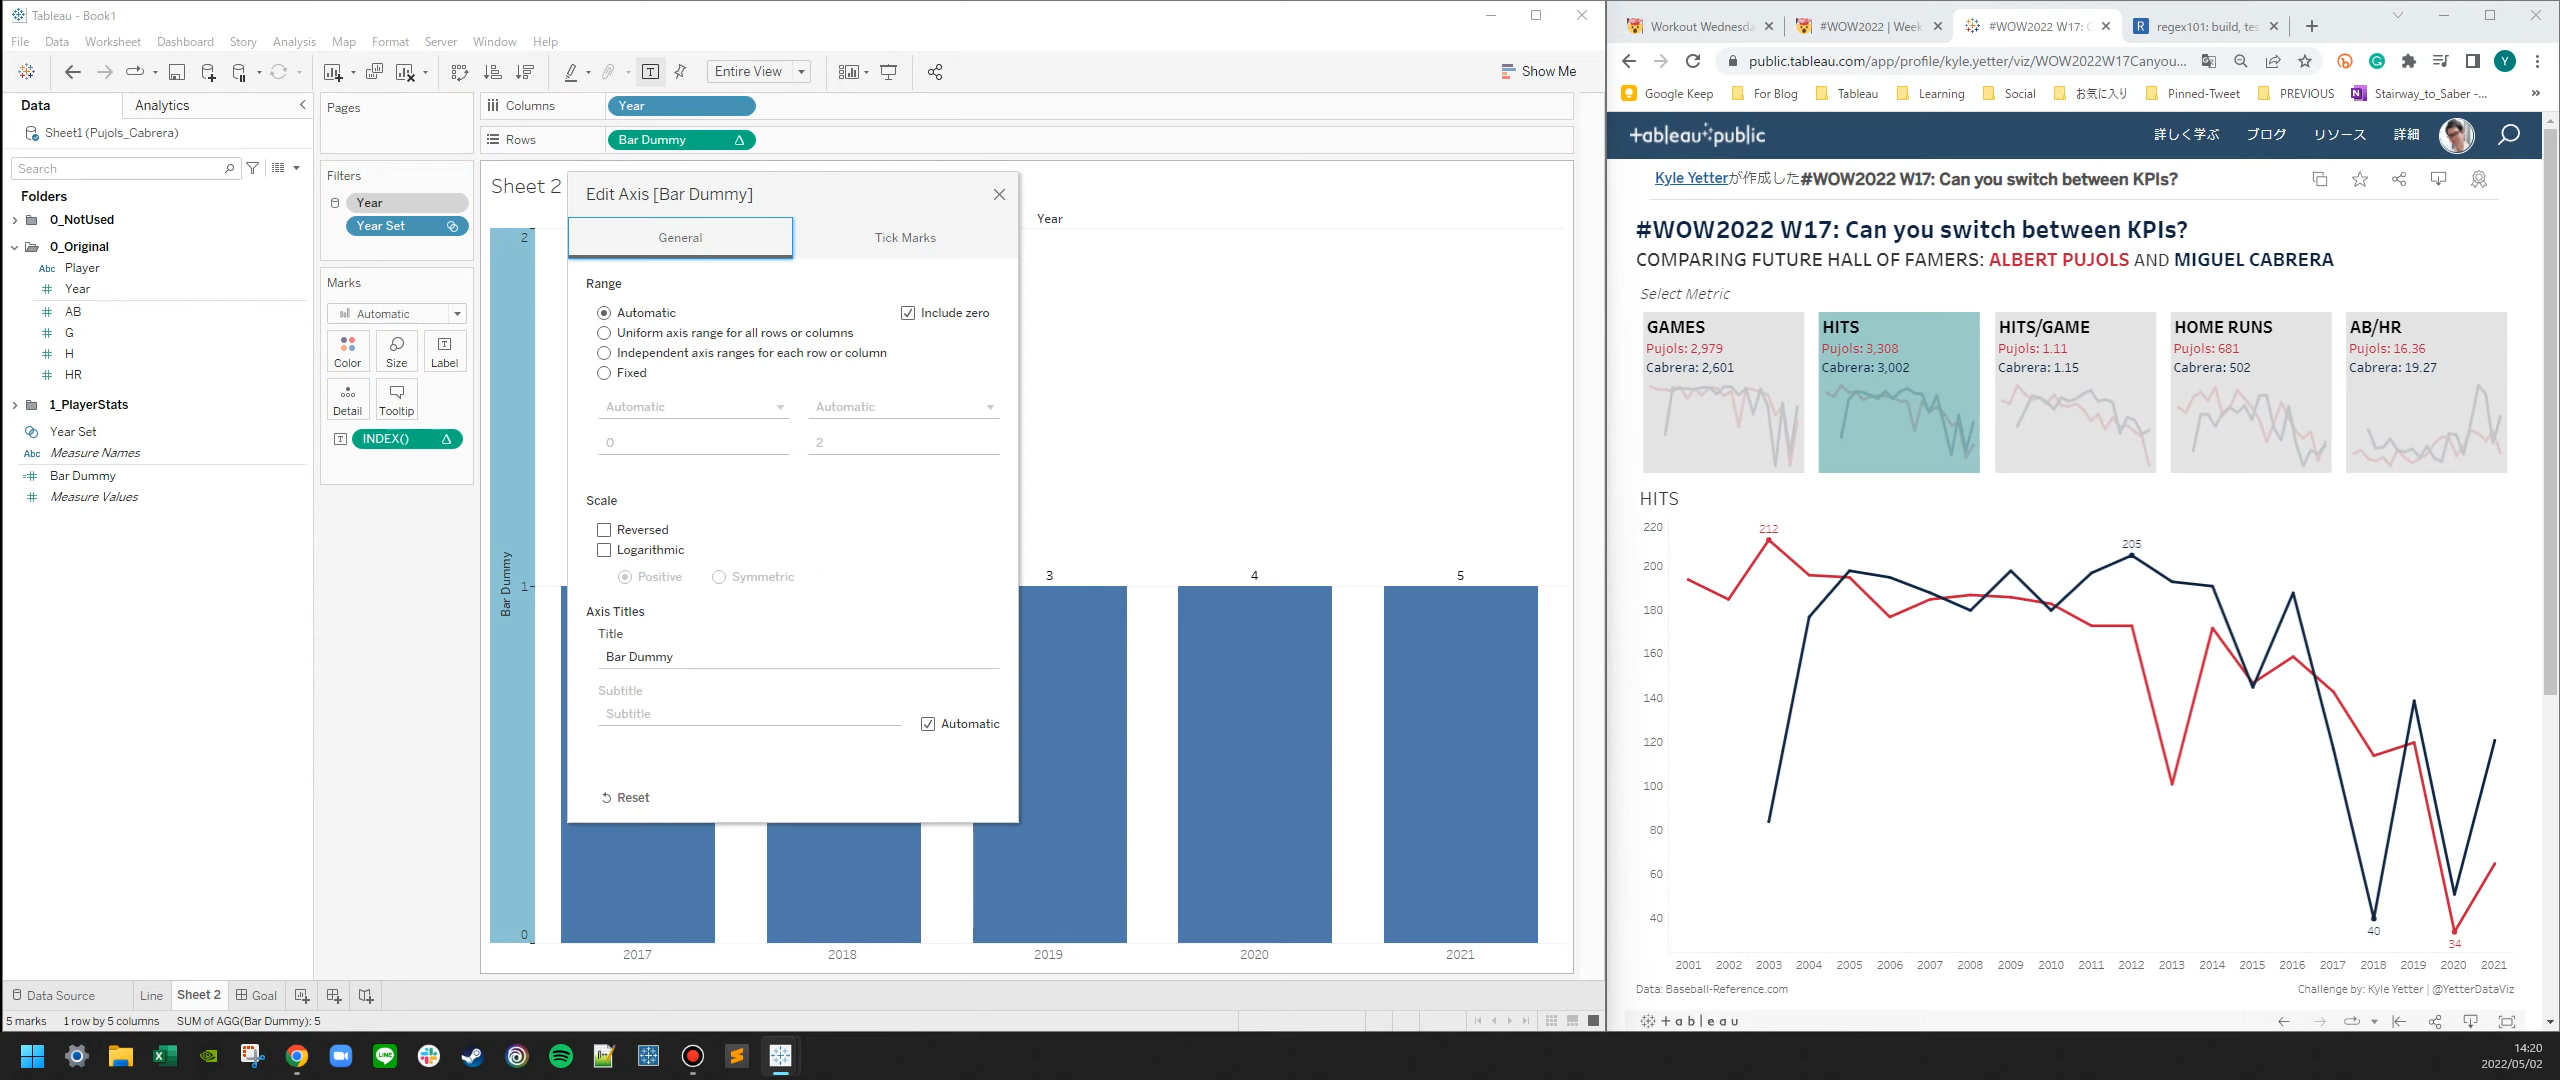 Tableau - Book1
File Data Worksheet Dashboard Story Analysis Map Format Server Window Help
Entire View
Show Me
Data Analytics
Sheet1 (Pujols_Cabrera)
Search
Folders
0_NotUsed
0_Original
Abc Player
Year
AB
G
H
HR
1_PlayerStats
Year Set
Abc Measure Names
Bar Dummy
Measure Values
Pages
Filters
Year
Year Set
Marks
Automatic
Color Size Label
Detail Tooltip
INDEX()
Columns Year
Rows Bar Dummy
Sheet 2
Year
Bar Dummy
2
1
0
3 4 5
2017 2018 2019 2020 2021
Edit Axis [Bar Dummy]
General Tick Marks
Range
Automatic Include zero
Uniform axis range for all rows or columns
Independent axis ranges for each row or column
Fixed
Automatic Automatic
0 2
Scale
Reversed
Logarithmic
Positive Symmetric
Axis Titles
Title
Bar Dummy
Subtitle
Subtitle
Automatic
Reset
Data Source Line Sheet 2 Goal
5 marks 1 row by 5 columns SUM of AGG(Bar Dummy): 5
Workout Wednesda #WOW2022 | Week #WOW2022 W17: C regex101: build, tes
public.tableau.com/app/profile/kyle.yetter/viz/WOW2022W17Canyou...
Y
Google Keep For Blog Tableau Learning Social お気に入り Pinned-Tweet PREVIOUS Stairway_to_Saber -...
+ableau public
詳しく学ぶ ブログ リソース 詳細
Kyle Yetterが作成した#WOW2022 W17: Can you switch between KPIs?
#WOW2022 W17: Can you switch between KPIs?
COMPARING FUTURE HALL OF FAMERS: ALBERT PUJOLS AND MIGUEL CABRERA
Select Metric
GAMES
Pujols: 2,979
Cabrera: 2,601
HITS
Pujols: 3,308
Cabrera: 3,002
HITS/GAME
Pujols: 1.11
Cabrera: 1.15
HOME RUNS
Pujols: 681
Cabrera: 502
AB/HR
Pujols: 16.36
Cabrera: 19.27
HITS
220
200
180
160
140
120
100
80
60
40
212
205
40
34
2001 2002 2003 2004 2005 2006 2007 2008 2009 2010 2011 2012 2013 2014 2015 2016 2017 2018 2019 2020 2021
Data: Baseball-Reference.com
Challenge by: Kyle Yetter | @YetterDataViz
+ a b | e a u
14:20
2022/05/02